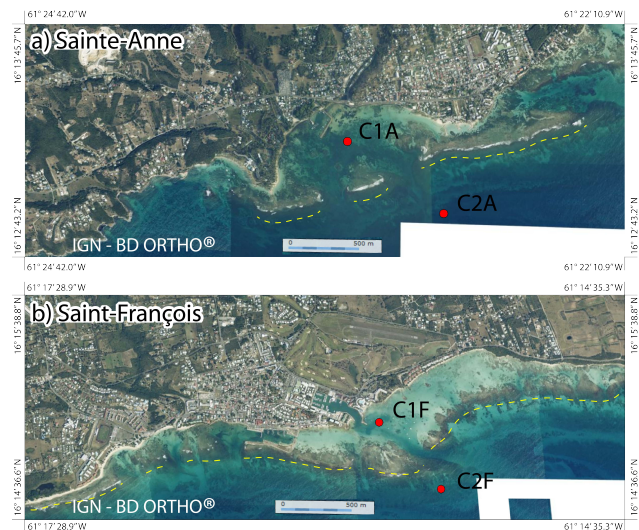 61° 24' 42.0" W
61° 22' 10.9" W
16° 13' 45.7" N
a) Sainte-Anne
16° 13' 45.7" N
C1A
C2A
16° 12' 43.2" N
IGN - BD ORTHO®
0
500 m
16° 12' 43.2" N
61° 24' 42.0" W
61° 22' 10.9" W
61° 17' 28.9" W
61° 14' 35.3" W
16° 15' 38.8" N
b) Saint-François
16° 15' 38.8" N
C1F
C2F
16° 14' 36.6" N
IGN - BD ORTHO®
0
500 m
16° 14' 36.6" N
61° 17' 28.9" W
61° 14' 35.3" W